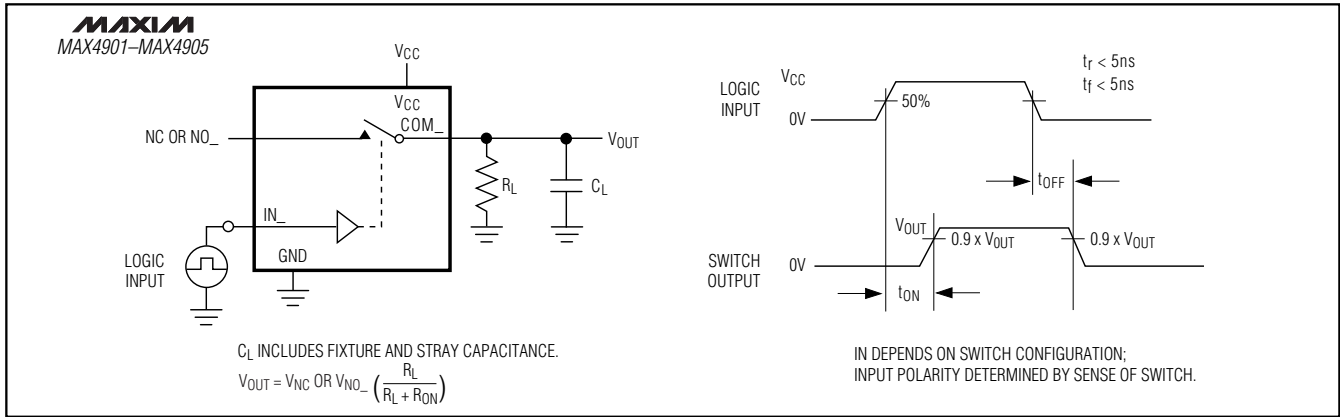 MAXIM
MAX4901–MAX4905
VCC
VCC
COM_
NC OR NO_
VOUT
RL
CL
IN_
LOGIC
INPUT
GND
CL INCLUDES FIXTURE AND STRAY CAPACITANCE.
VOUT = VNC OR VNO_ (RL / RL + RON)
LOGIC
INPUT
VCC
0V
50%
tr < 5ns
tf < 5ns
tOFF
SWITCH
OUTPUT
VOUT
0V
0.9 x VOUT
0.9 x VOUT
tON
IN DEPENDS ON SWITCH CONFIGURATION;
INPUT POLARITY DETERMINED BY SENSE OF SWITCH.